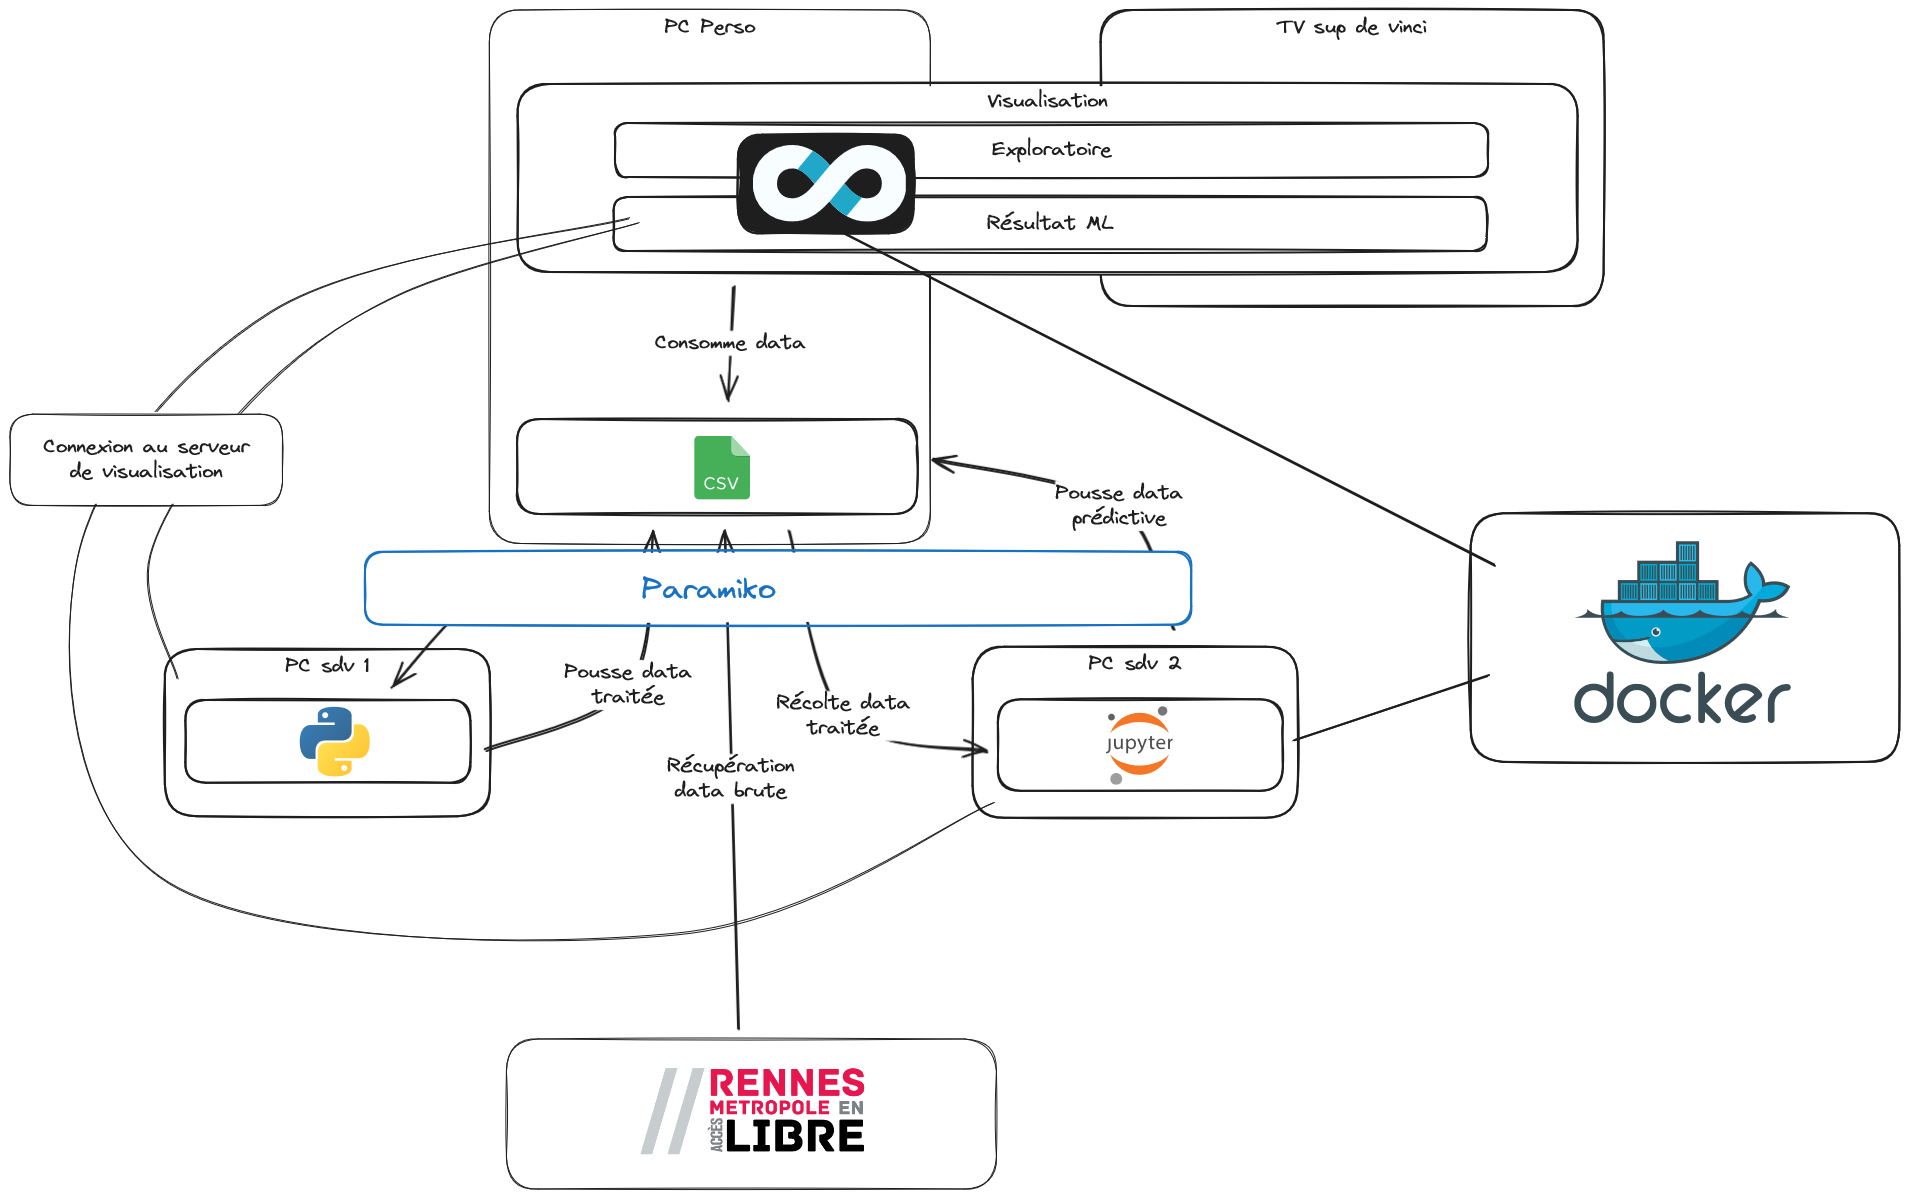 PC Perso
TV sup de vinci
Visualisation
Exploratoire
Résultat ML
Consomme data
Connexion au serveur
de visualisation
CSV
Pousse data
prédictive
Paramiko
PC sdv 1
Pousse data
traitée
Récolte data
traitée
PC sdv 2
jupyter
docker
Récupération
data brute
RENNES
METROPOLE EN
ACCÈS
LIBRE